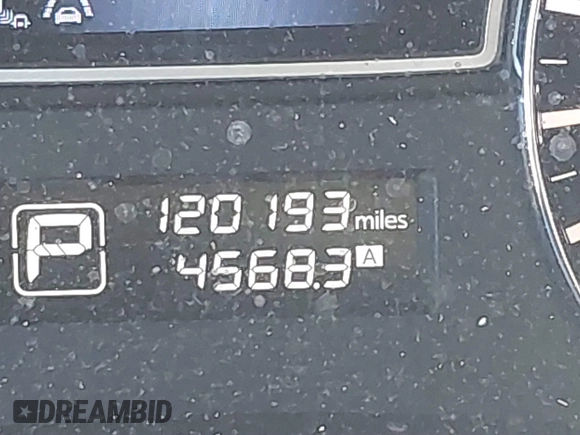 P
120193 miles
4568.3 A
DREAMBID